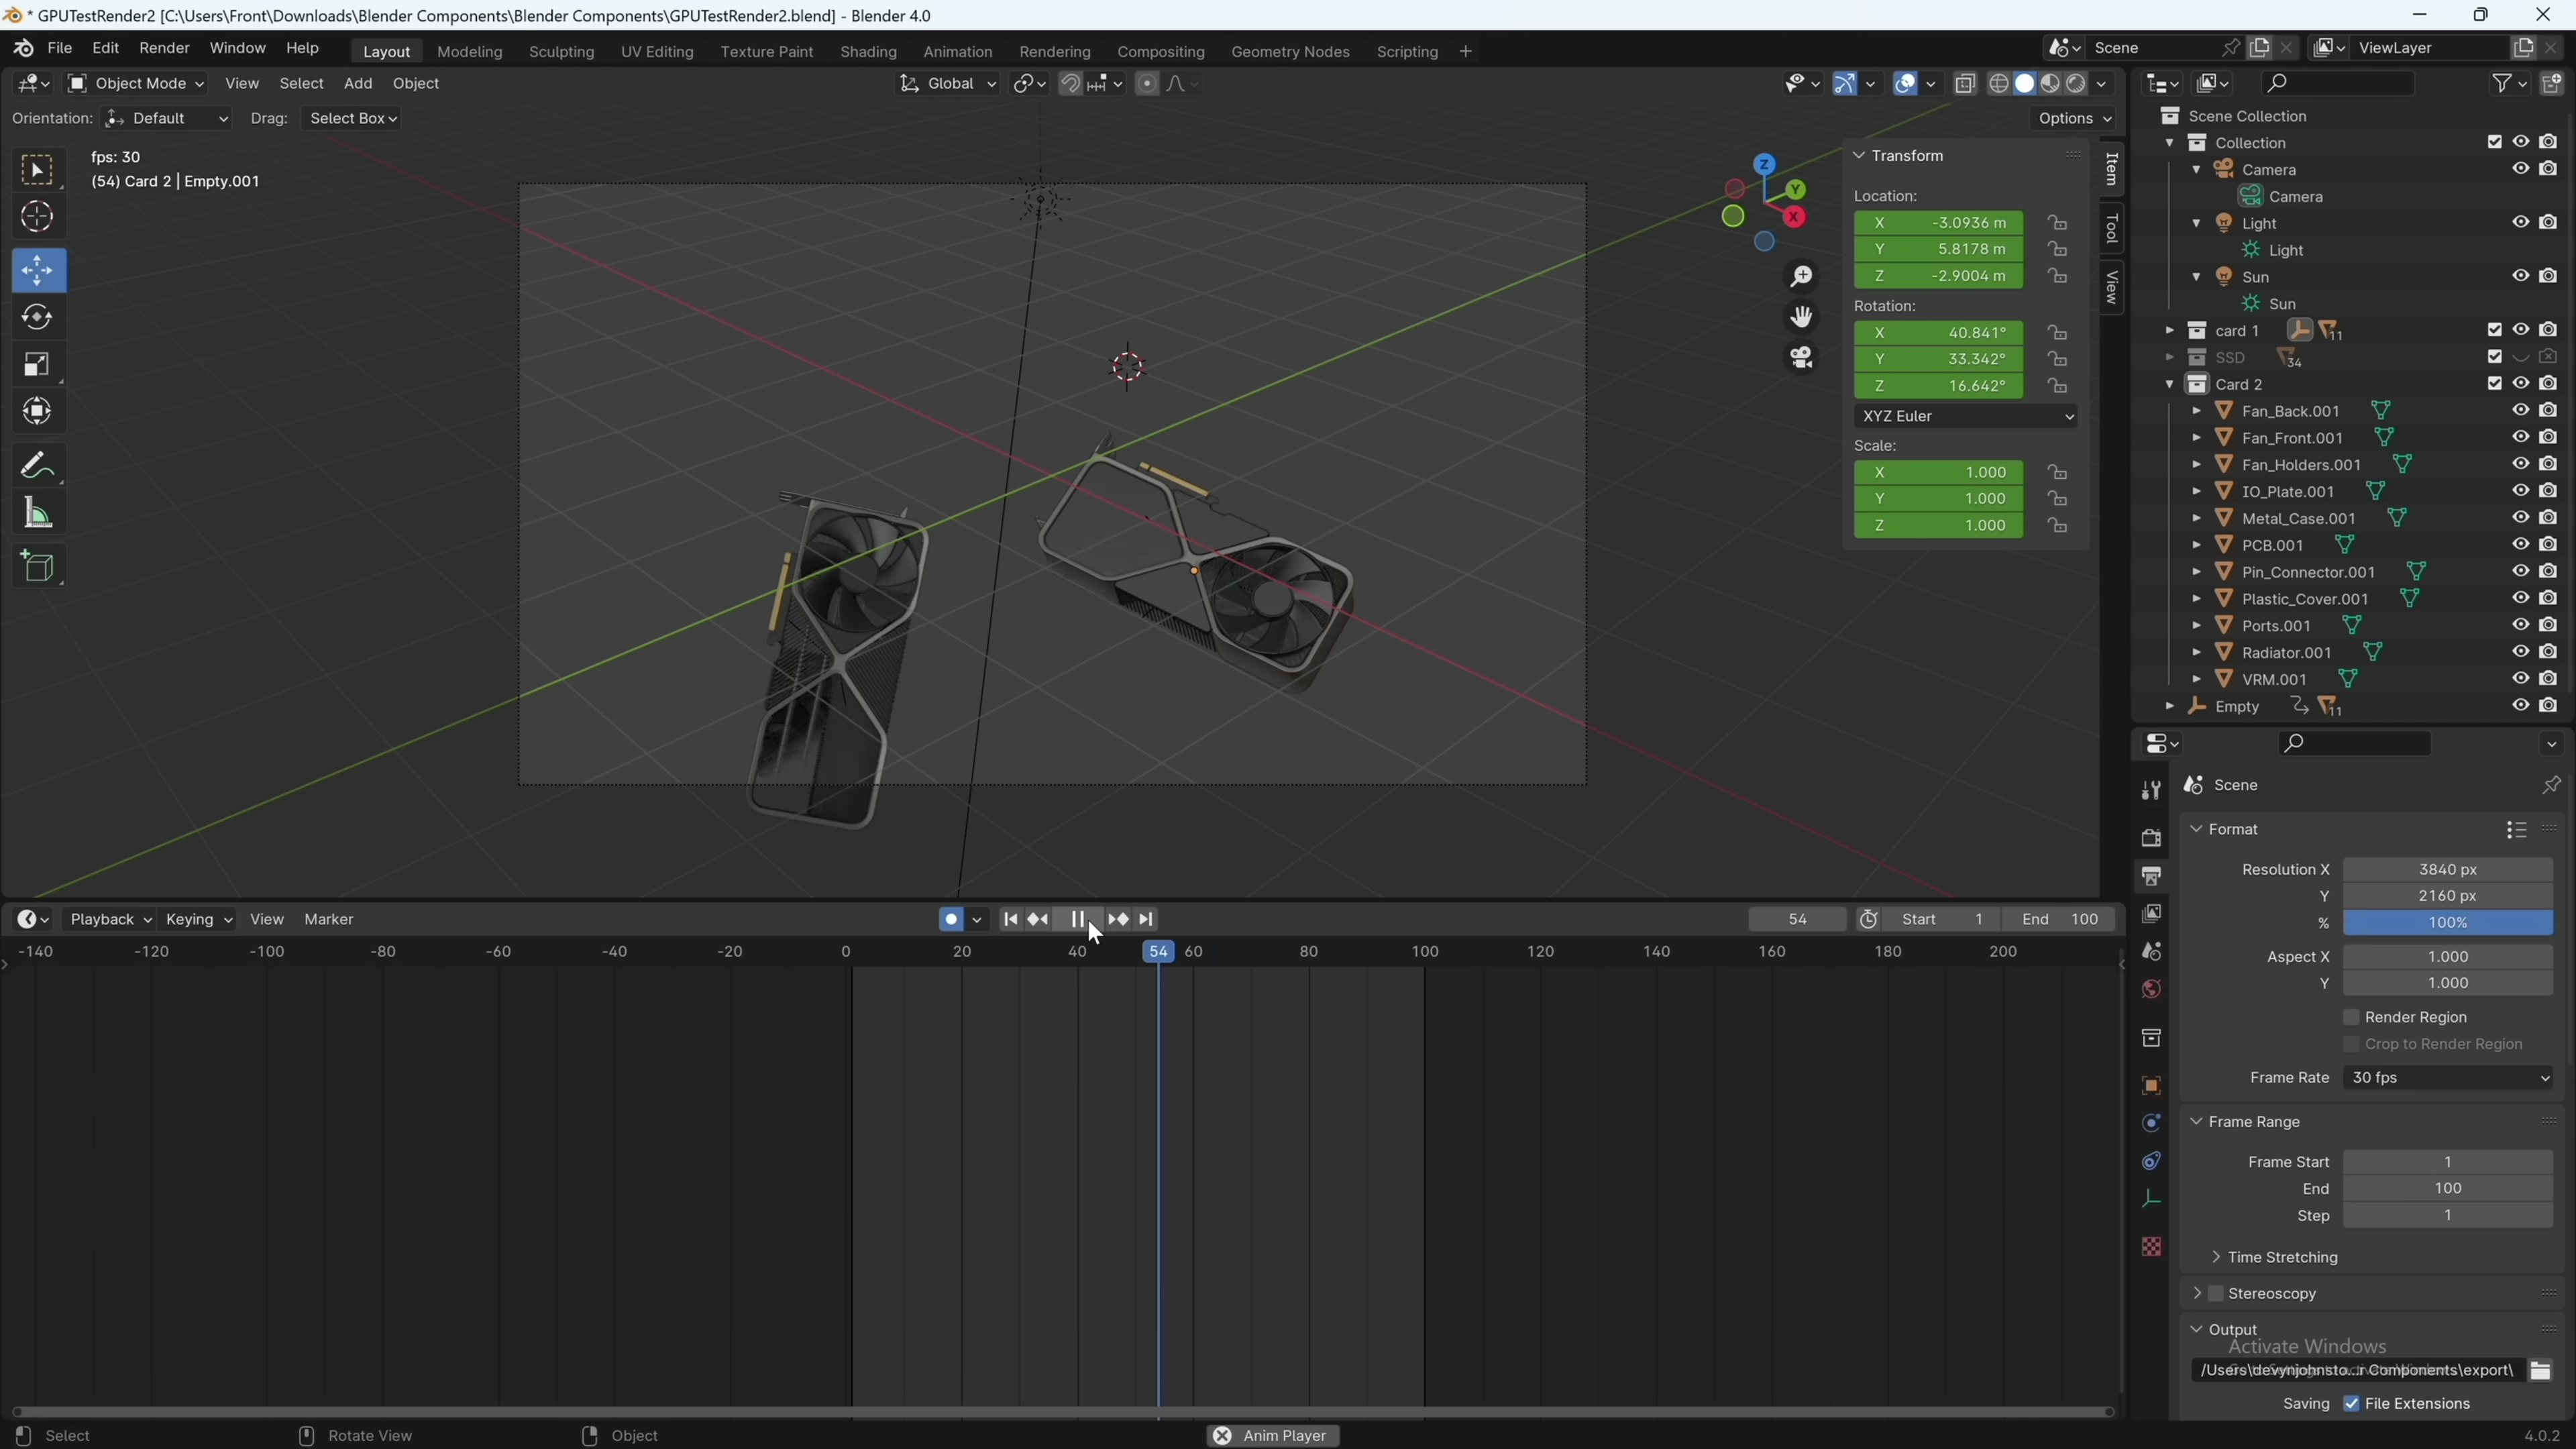 * GPUTestRender2 [C:\Users\Front\Downloads\Blender Components\Blender Components\GPUTestRender2.blend] - Blender 4.0
File Edit Render Window Help Layout Modeling Sculpting UV Editing Texture Paint Shading Animation Rendering Compositing Geometry Nodes Scripting + Scene ViewLayer
Object Mode View Select Add Object Global
Orientation: Default Drag: Select Box Options
fps: 30
(54) Card 2 | Empty.001
Z
Y
X
Item
Tool
View
Transform
Location:
X -3.0936 m
Y 5.8178 m
Z -2.9004 m
Rotation:
X 40.841°
Y 33.342°
Z 16.642°
XYZ Euler
Scale:
X 1.000
Y 1.000
Z 1.000
Scene Collection
Collection
Camera
Camera
Light
Light
Sun
Sun
card 1 11
SSD 34
Card 2
Fan_Back.001
Fan_Front.001
Fan_Holders.001
IO_Plate.001
Metal_Case.001
PCB.001
Pin_Connector.001
Plastic_Cover.001
Ports.001
Radiator.001
VRM.001
Empty 11
Scene
Format
Resolution X 3840 px
Y 2160 px
% 100%
Aspect X 1.000
Y 1.000
Render Region
Crop to Render Region
Frame Rate 30 fps
Frame Range
Frame Start 1
End 100
Step 1
Time Stretching
Stereoscopy
Output
Activate Windows
/Users\devynjohnsto...r Components\export\
Saving File Extensions
Playback Keying View Marker 54 Start 1 End 100
-140 -120 -100 -80 -60 -40 -20 0 20 40 54 60 80 100 120 140 160 180 200
Select Rotate View Object Anim Player 4.0.2